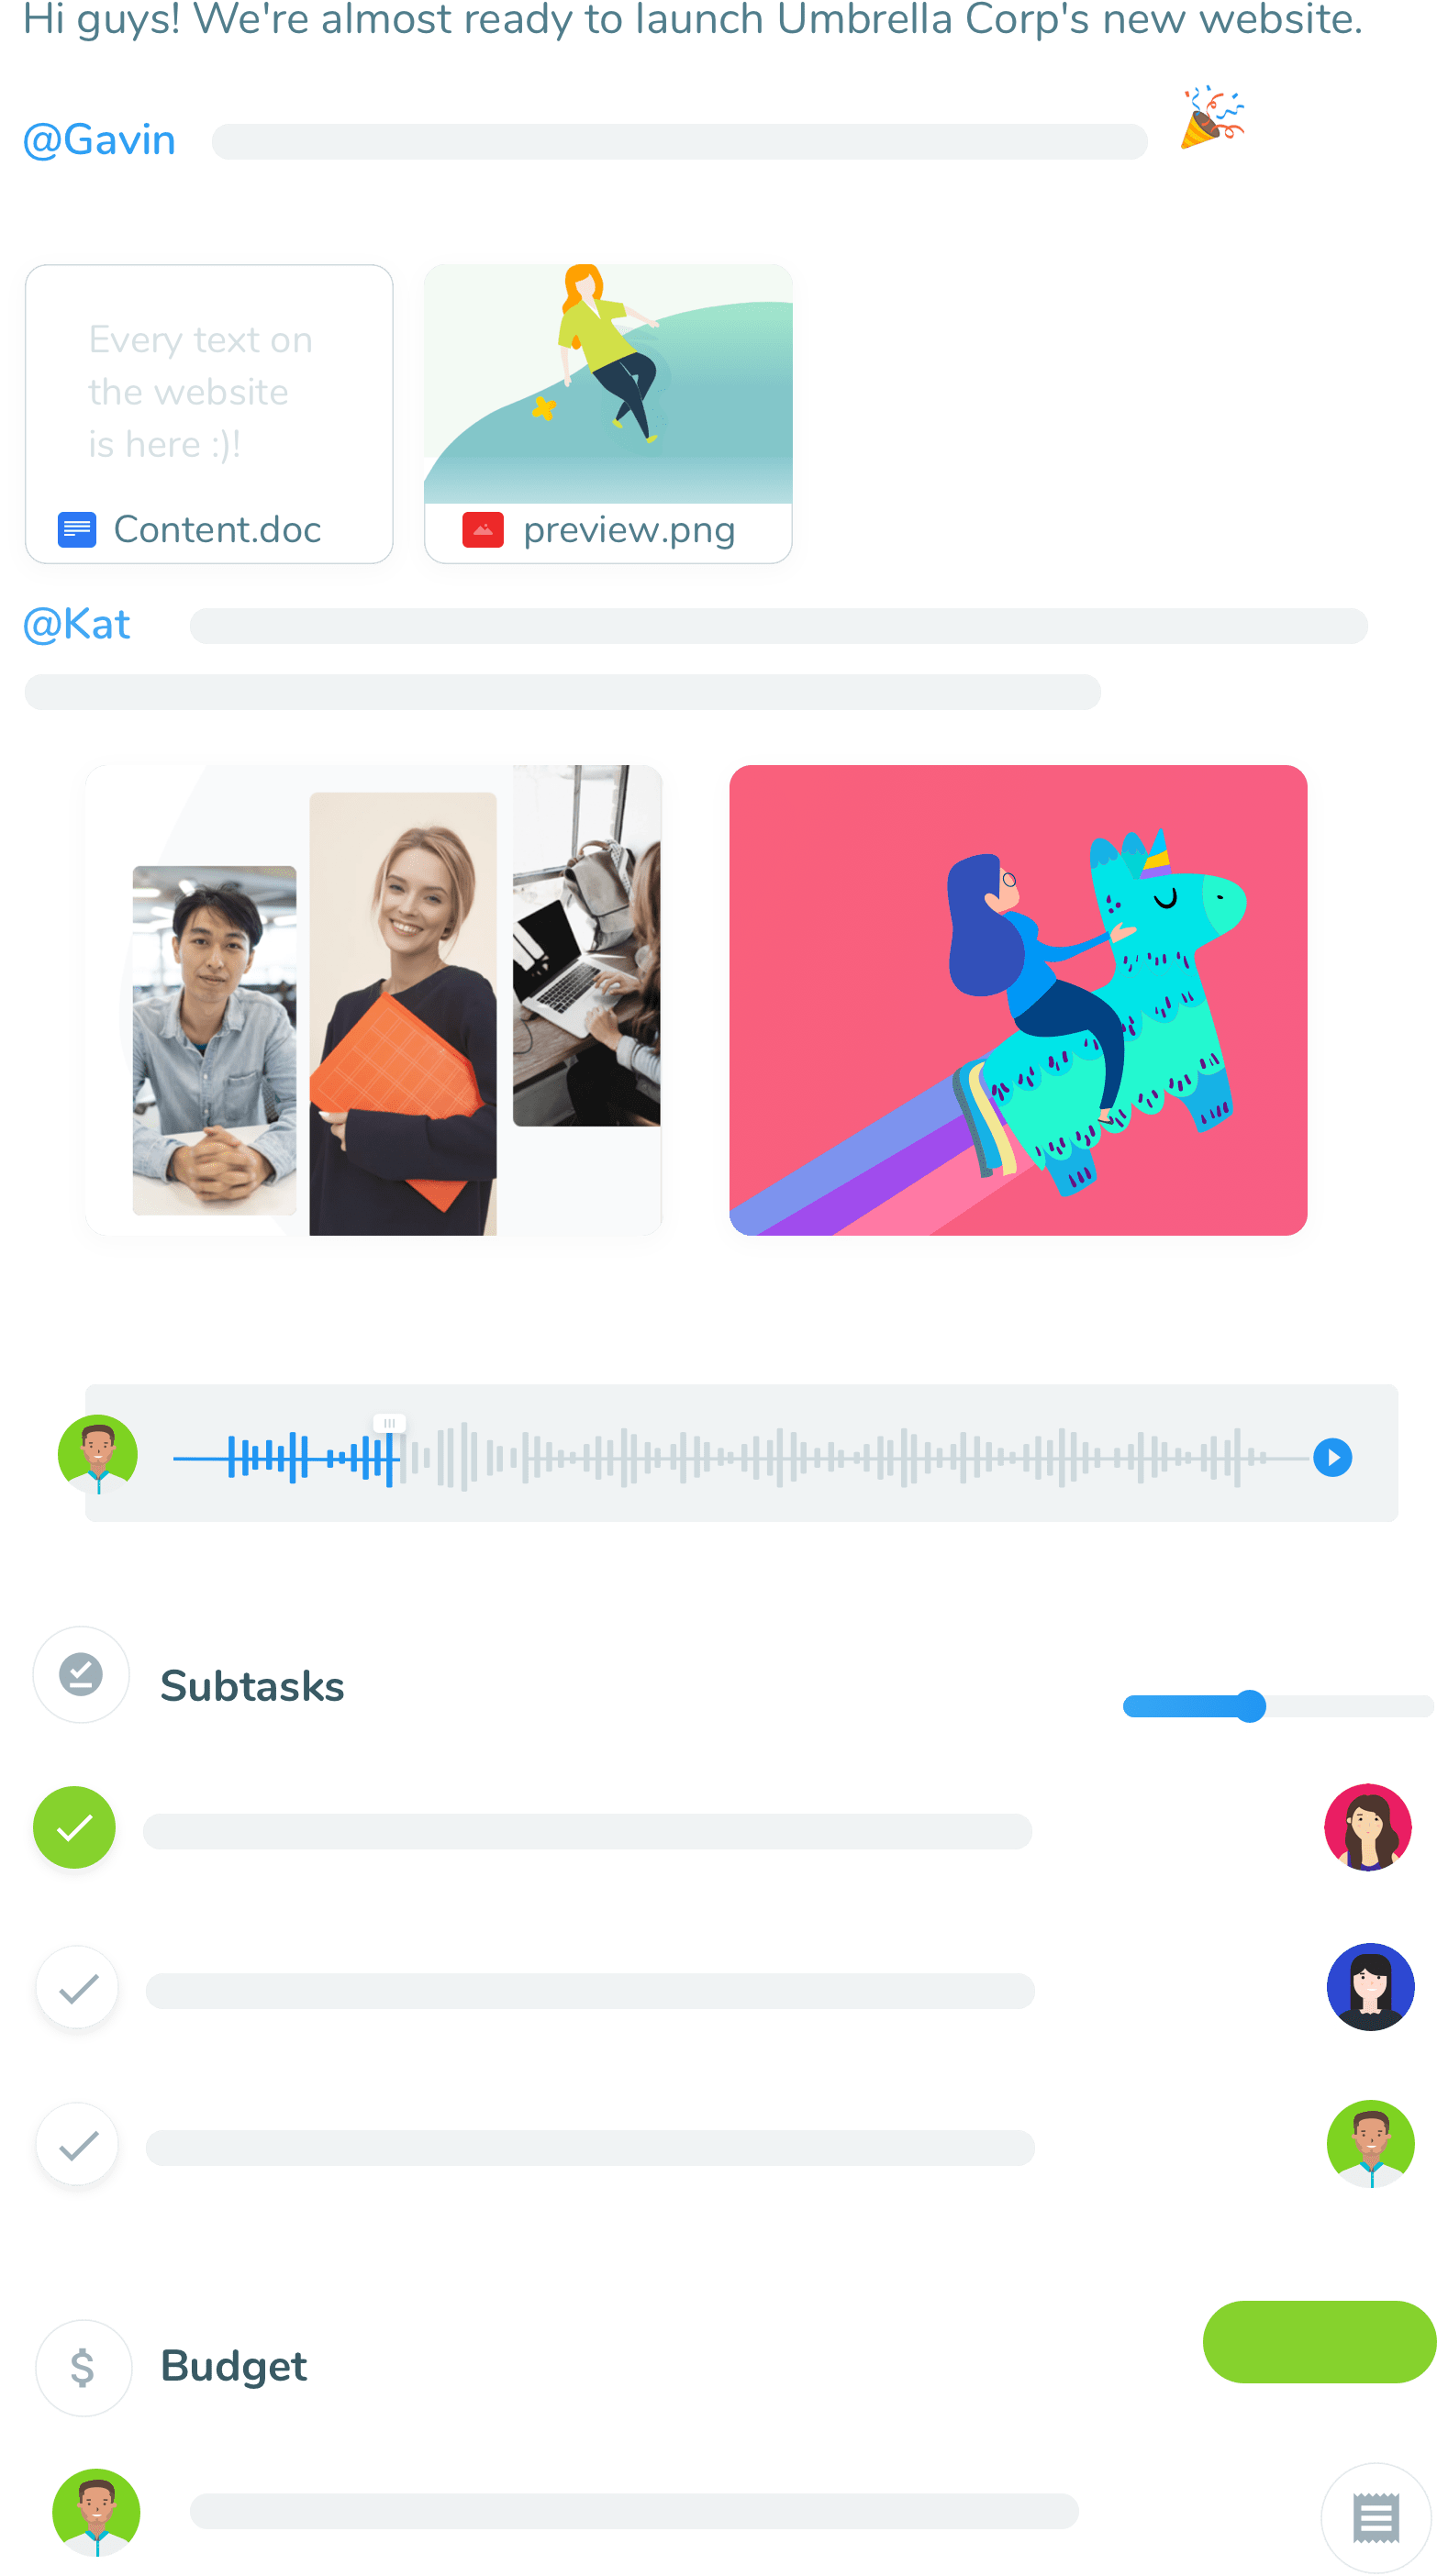 Hi guys! We're almost ready to launch Umbrella Corp's new website.
@Gavin
Every text on
the website
is here :)!
Content.doc
preview.png
@Kat
Subtasks
Budget